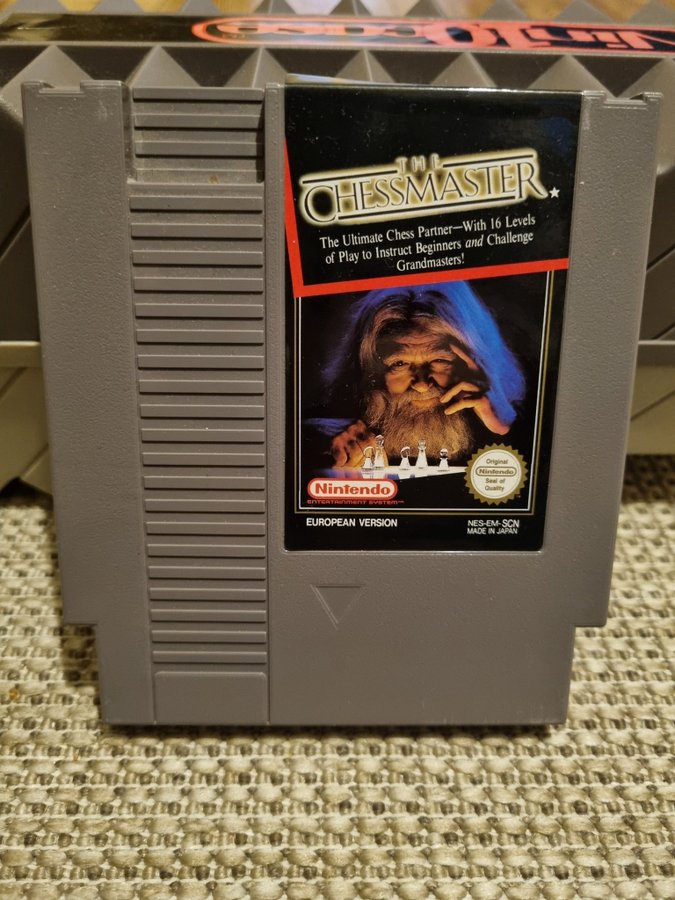 THE
CHESSMASTER
The Ultimate Chess Partner—With 16 Levels
of Play to Instruct Beginners and Challenge
Grandmasters!
Nintendo
ENTERTAINMENT SYSTEM™
Original
Nintendo
Seal of
Quality
EUROPEAN VERSION
NES-EM-SCN
MADE IN JAPAN